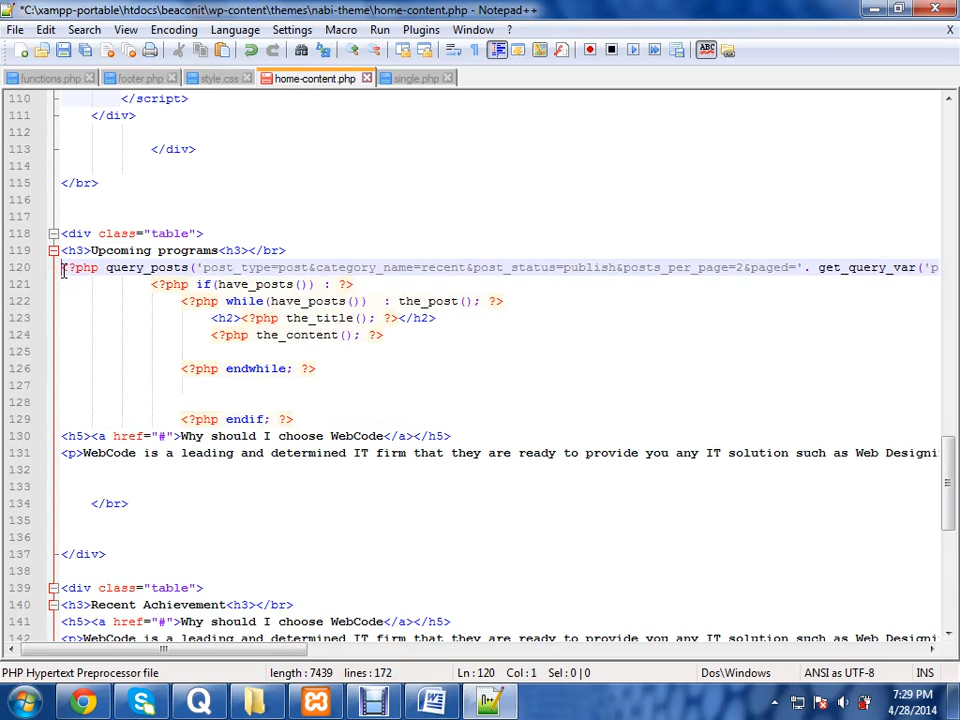 *C:\xampp-portable\htdocs\beaconit\wp-content\themes\nabi-theme\home-content.php - Notepad++
File Edit Search View Encoding Language Settings Macro Run Plugins Window ? X
functions.php footer.php style.css home-content.php single.php
110 </script>
111 </div>
112
113 </div>
114
115 </br>
116
117
118 <div class="table">
119 <h3>Upcoming programs<h3></br>
120 <?php query_posts('post_type=post&category_name=recent&post_status=publish&posts_per_page=2&paged='. get_query_var('p
121 <?php if(have_posts()) : ?>
122 <?php while(have_posts()) : the_post(); ?>
123 <h2><?php the_title(); ?></h2>
124 <?php the_content(); ?>
125
126 <?php endwhile; ?>
127
128
129 <?php endif; ?>
130 <h5><a href="#">Why should I choose WebCode</a></h5>
131 <p>WebCode is a leading and determined IT firm that they are ready to provide you any IT solution such as Web Designi
132
133
134 </br>
135
136
137 </div>
138
139 <div class="table">
140 <h3>Recent Achievement<h3></br>
141 <h5><a href="#">Why should I choose WebCode</a></h5>
142 <p>WebCode is a leading and determined IT firm that they are ready to provide you any IT solution such as Web Designi
PHP Hypertext Preprocessor file length : 7439 lines : 172 Ln : 120 Col : 1 Sel : 0 | 0 Dos\Windows ANSI as UTF-8 INS
7:29 PM
4/28/2014